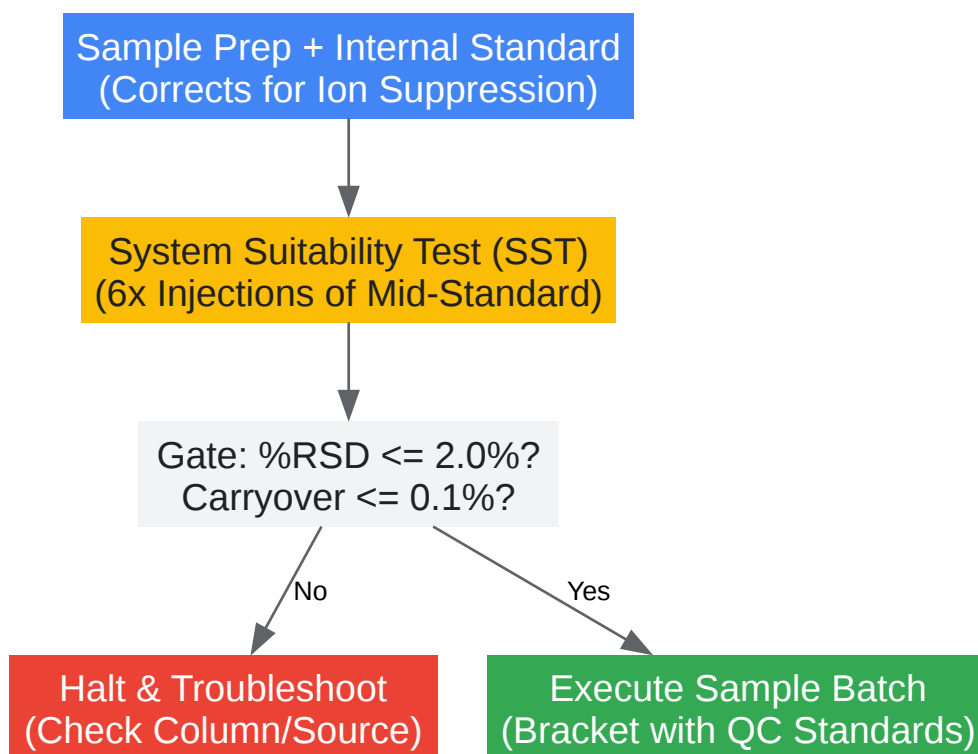 Sample Prep + Internal Standard
(Corrects for Ion Suppression)
System Suitability Test (SST)
(6x Injections of Mid-Standard)
Gate: %RSD <= 2.0%?
Carryover <= 0.1%?
No
Yes
Halt & Troubleshoot
(Check Column/Source)
Execute Sample Batch
(Bracket with QC Standards)